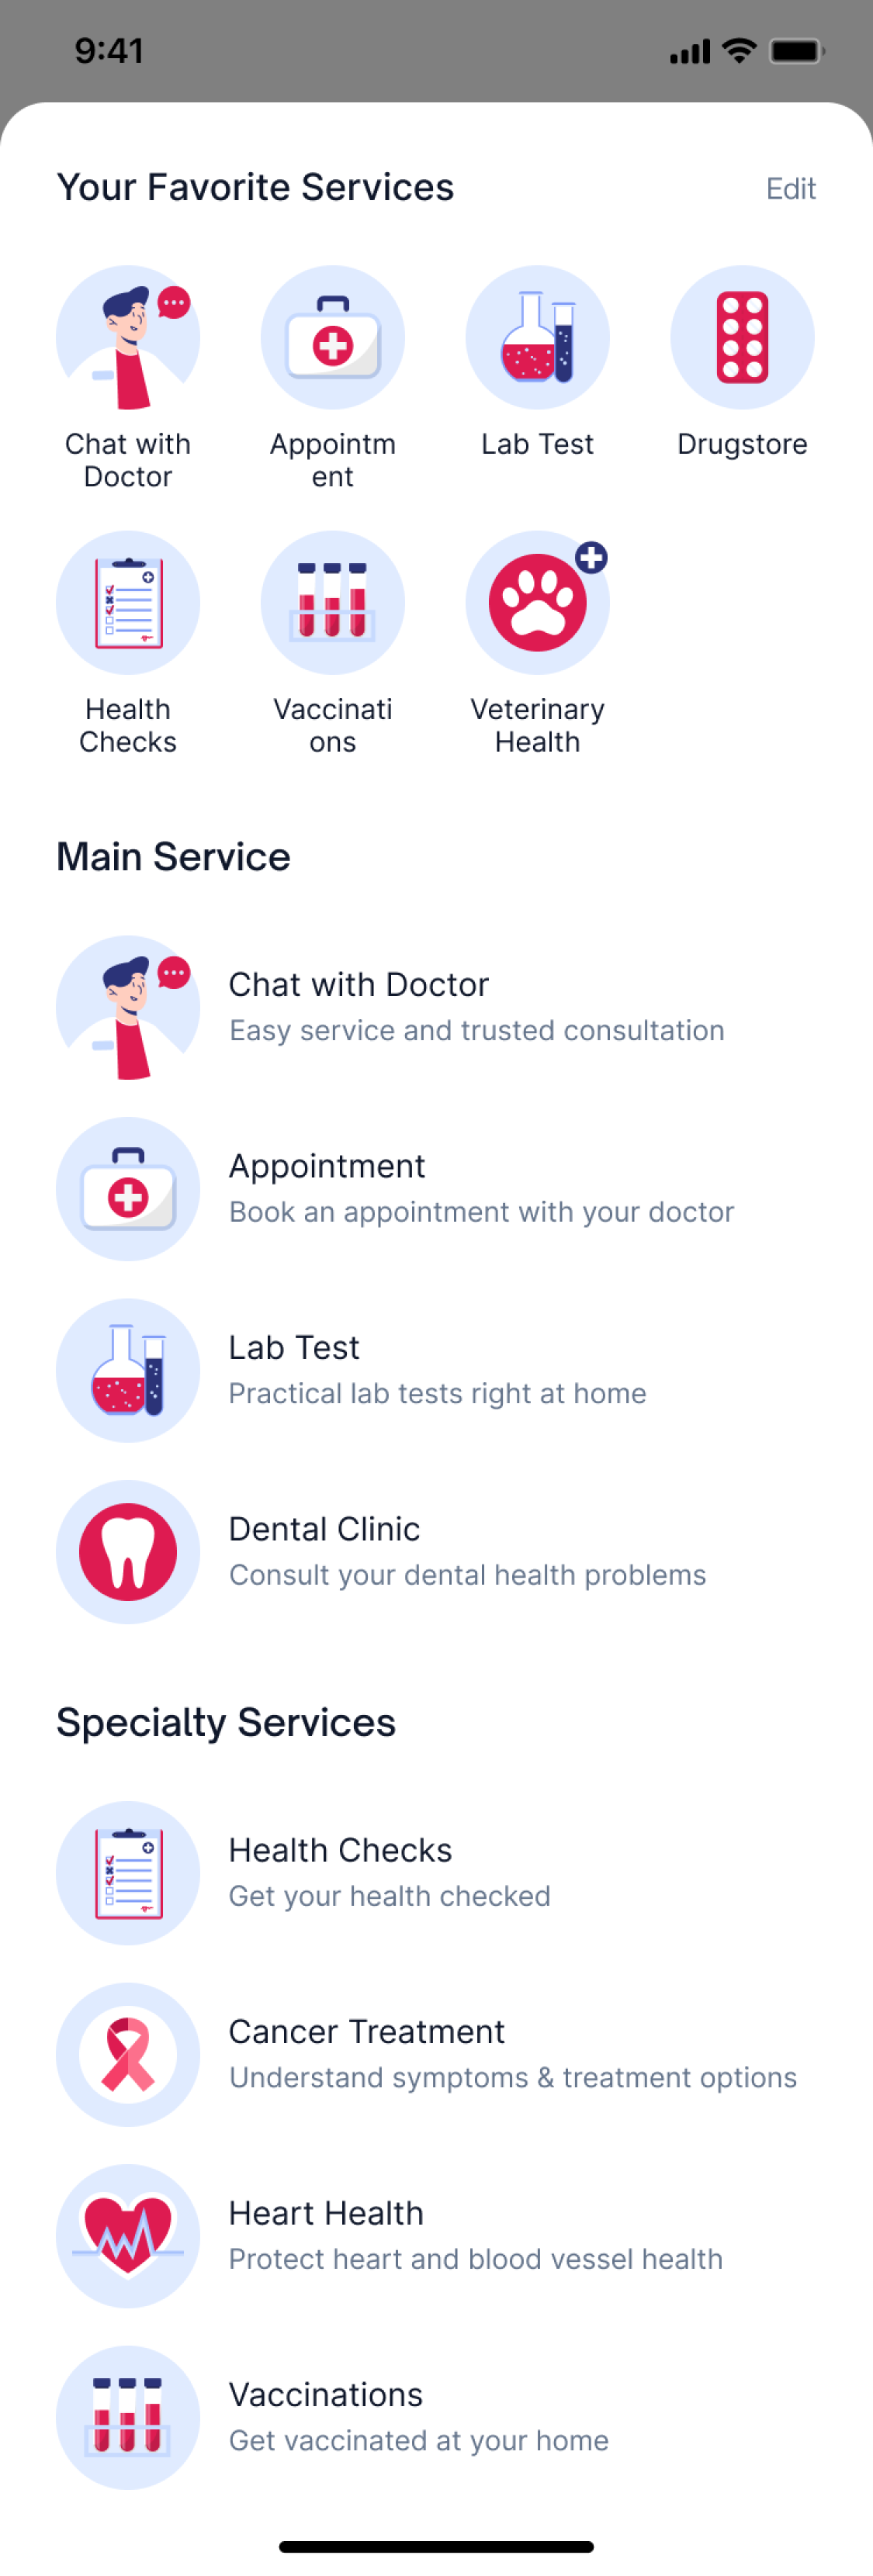 9:41
Your Favorite Services
Edit
Chat with
Doctor
Appointm
ent
Lab Test
Drugstore
Health
Checks
Vaccinati
ons
Veterinary
Health
Main Service
Chat with Doctor
Easy service and trusted consultation
Appointment
Book an appointment with your doctor
Lab Test
Practical lab tests right at home
Dental Clinic
Consult your dental health problems
Specialty Services
Health Checks
Get your health checked
Cancer Treatment
Understand symptoms & treatment options
Heart Health
Protect heart and blood vessel health
Vaccinations
Get vaccinated at your home